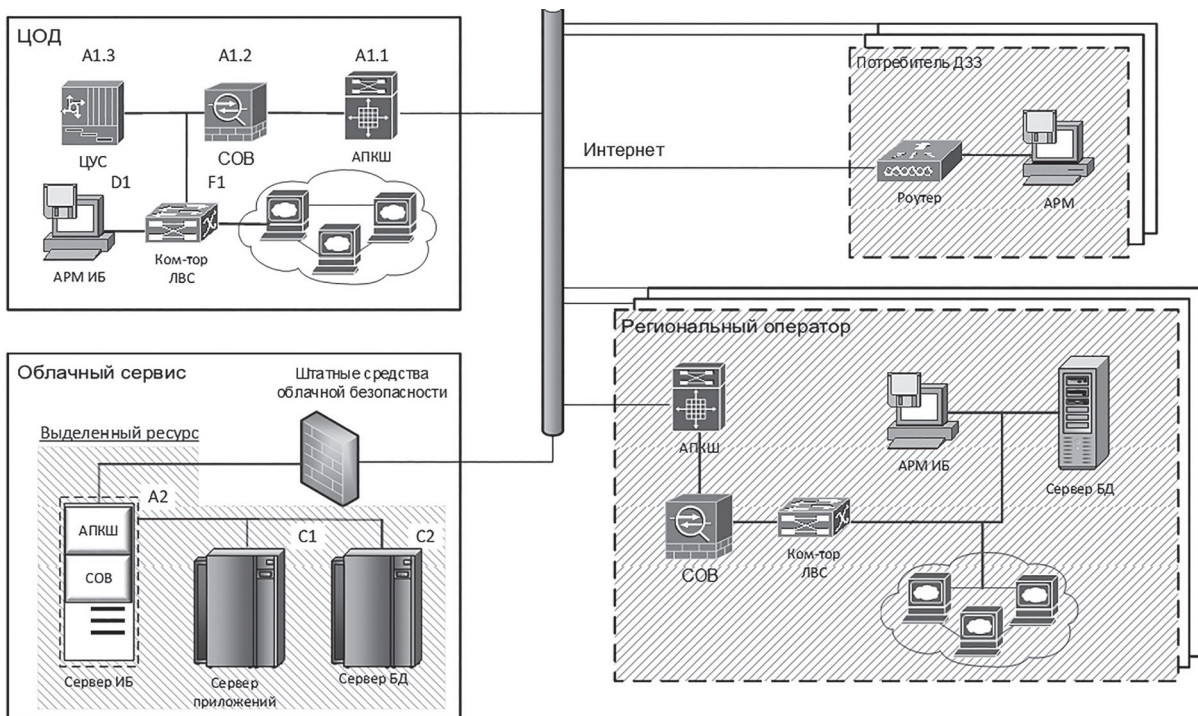 ЦОД
A1.3
A1.2
A1.1
ЦУС
СОВ
АПКШ
D1
F1
АРМ ИБ
Ком-тор
ЛВС
Интернет
Потребитель ДЗЗ
Роутер
АРМ
Облачный сервис
Штатные средства
облачной безопасности
Выделенный ресурс
A2
АПКШ
СОВ
C1
C2
Сервер ИБ
Сервер
приложений
Сервер БД
Региональный оператор
АПКШ
АРМ ИБ
Сервер БД
СОВ
Ком-тор
ЛВС